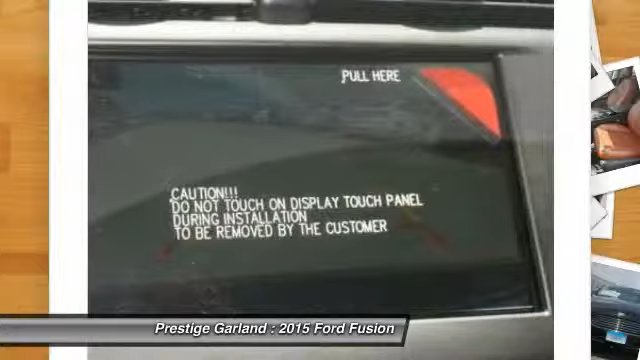 PULL HERE
CAUTION!!!
DO NOT TOUCH ON DISPLAY TOUCH PANEL
DURING INSTALLATION
TO BE REMOVED BY THE CUSTOMER
Prestige Garland : 2015 Ford Fusion